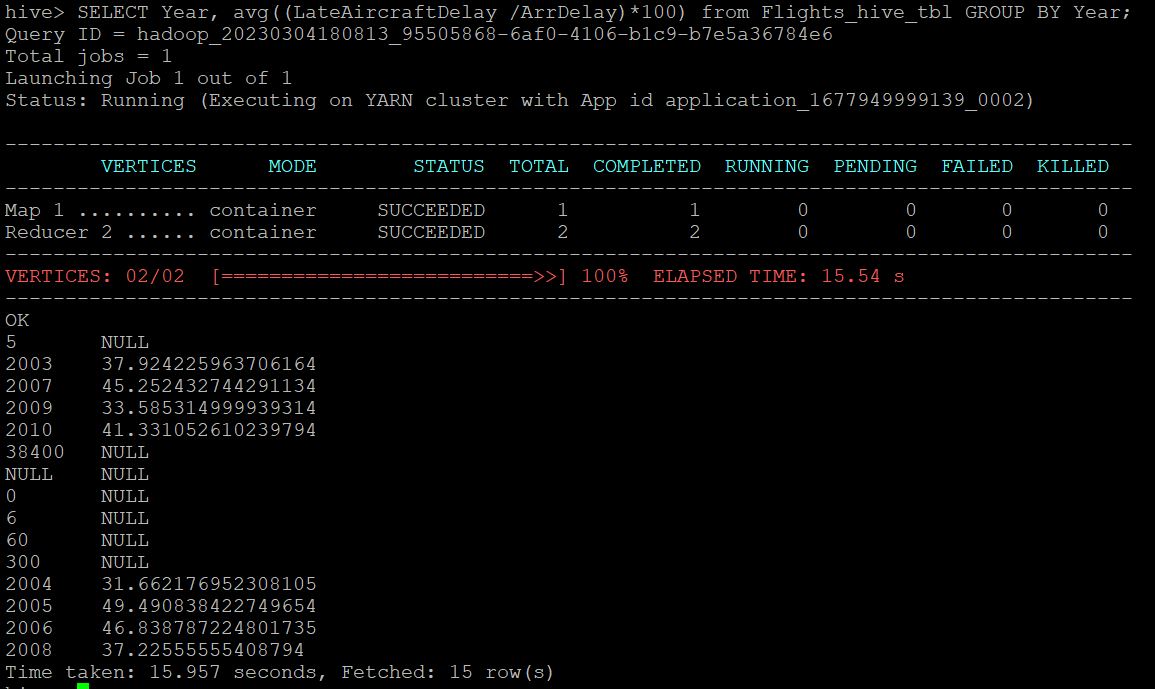 hive> SELECT Year, avg((LateAircraftDelay /ArrDelay)*100) from Flights_hive_tbl GROUP BY Year;
Query ID = hadoop_20230304180813_95505868-6af0-4106-b1c9-b7e5a36784e6
Total jobs = 1
Launching Job 1 out of 1
Status: Running (Executing on YARN cluster with App id application_1677949999139_0002)
----------------------------------------------------------------------------------------------
        VERTICES      MODE        STATUS  TOTAL  COMPLETED  RUNNING  PENDING  FAILED  KILLED
----------------------------------------------------------------------------------------------
Map 1 .......... container     SUCCEEDED      1          1        0        0       0       0
Reducer 2 ...... container     SUCCEEDED      2          2        0        0       0       0
----------------------------------------------------------------------------------------------
VERTICES: 02/02  [==========================>>] 100%  ELAPSED TIME: 15.54 s
----------------------------------------------------------------------------------------------
OK
5       NULL
2003    37.924225963706164
2007    45.252432744291134
2009    33.585314999939314
2010    41.331052610239794
38400   NULL
NULL    NULL
0       NULL
6       NULL
60      NULL
300     NULL
2004    31.662176952308105
2005    49.490838422749654
2006    46.838787224801735
2008    37.22555555408794
Time taken: 15.957 seconds, Fetched: 15 row(s)